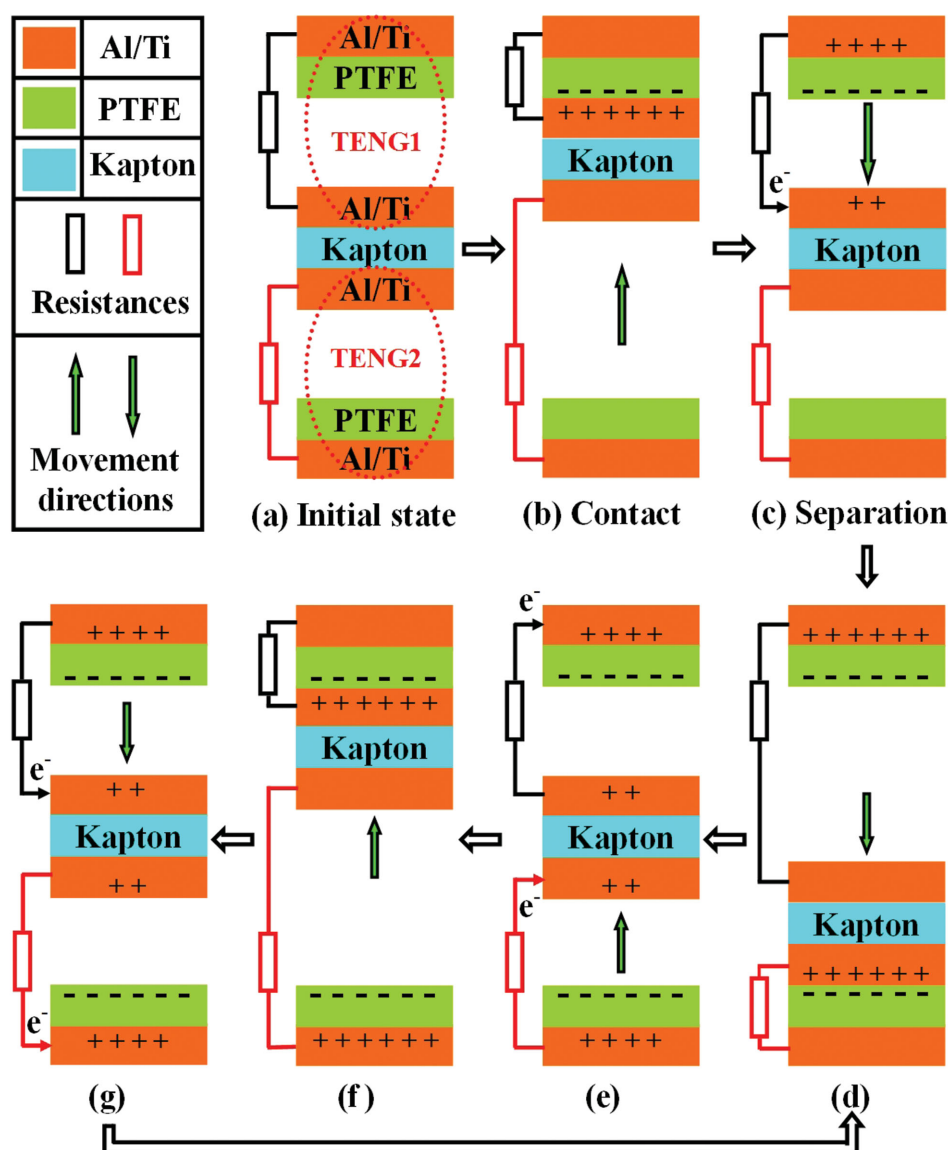 Al/Ti
PTFE
Kapton
Resistances
Movement
directions
Al/Ti
PTFE
TENG1
Al/Ti
Kapton
Al/Ti
TENG2
PTFE
Al/Ti
(a) Initial state
- - - - - -
+ + + + + +
Kapton
(b) Contact
+ + + +
- - - - - -
e-
+ +
Kapton
(c) Separation
+ + + +
- - - - - -
e-
+ +
Kapton
+ +
e-
- - - - - -
+ + + +
(g)
- - - - - -
+ + + + + +
Kapton
- - - - - -
+ + + + + +
(f)
e-
+ + + +
- - - - - -
+ +
Kapton
+ +
e-
- - - - - -
+ + + +
(e)
+ + + + + +
- - - - - -
Kapton
+ + + + + +
- - - - - -
(d)